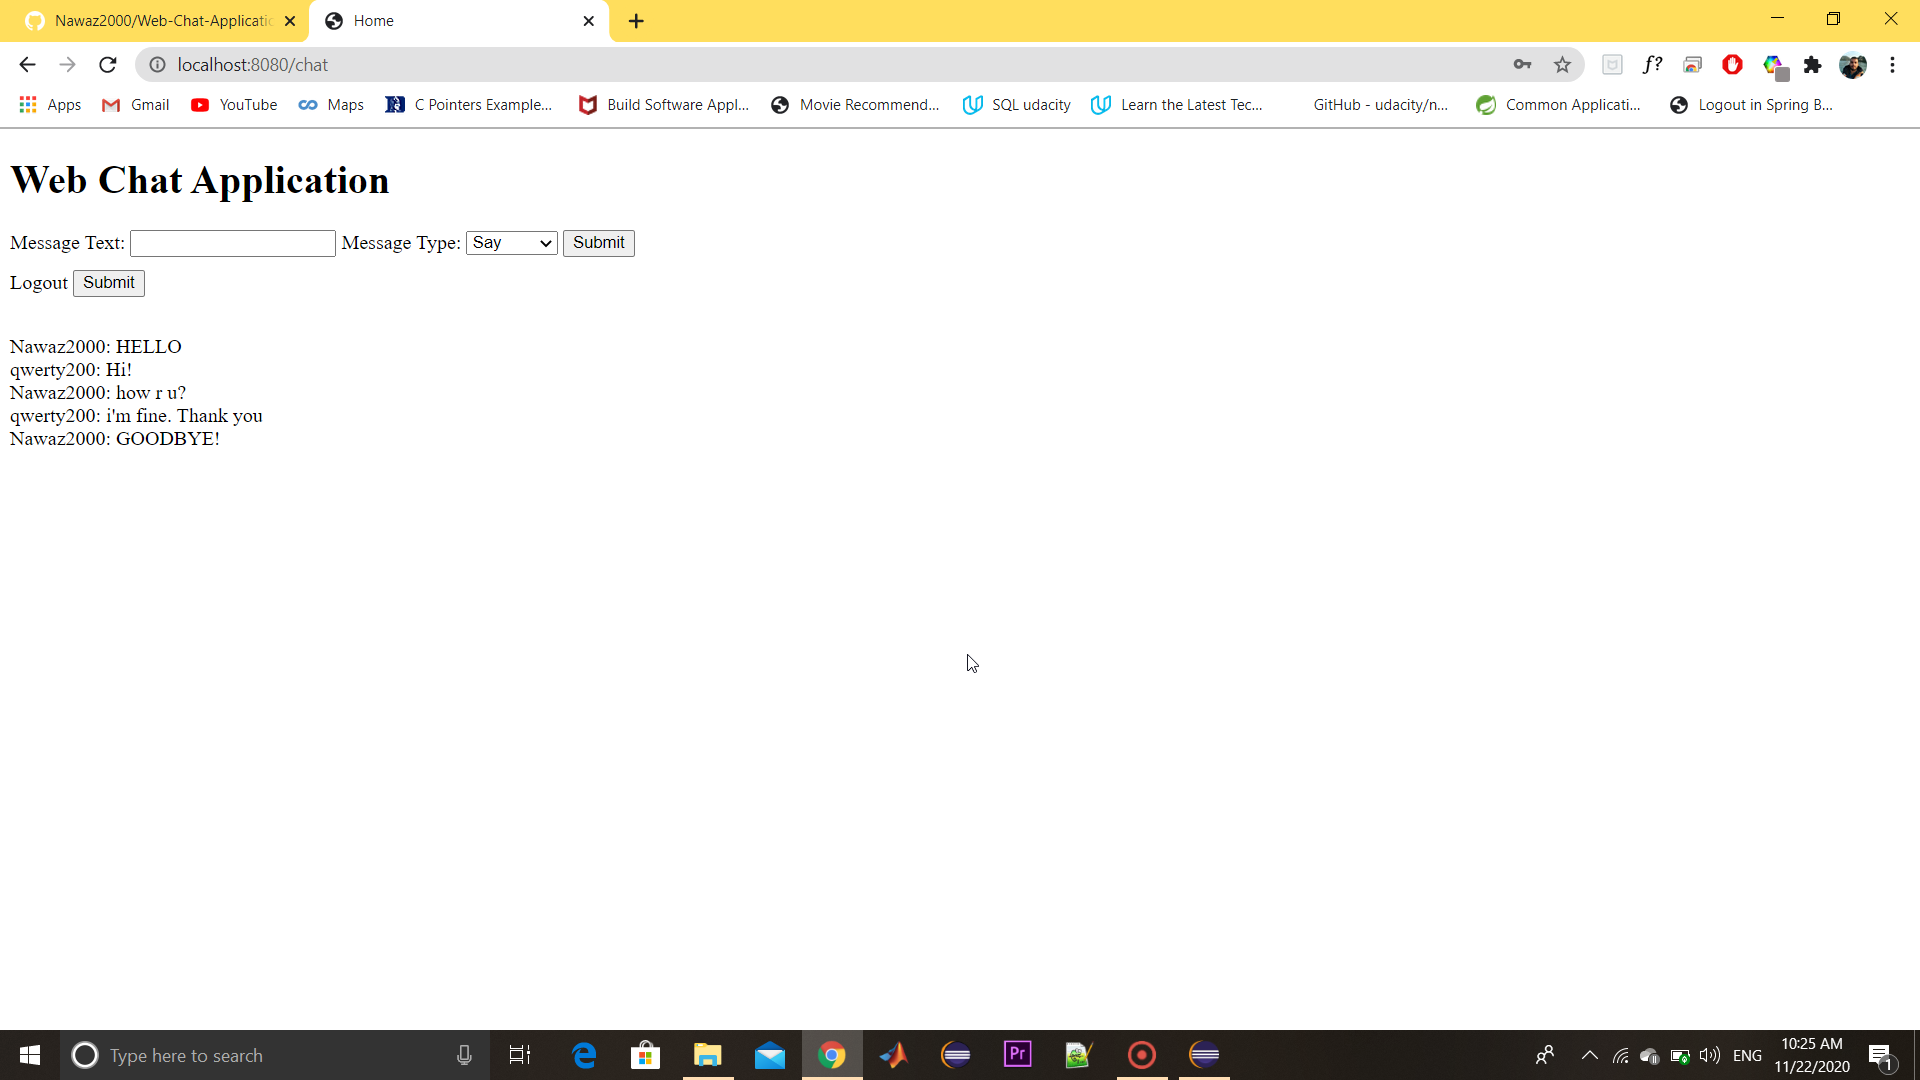 Nawaz2000/Web-Chat-Applicatio
Home
localhost:8080/chat
f?
Apps
Gmail
YouTube
Maps
C Pointers Example...
Build Software Appl...
Movie Recommend...
SQL udacity
Learn the Latest Tec...
GitHub - udacity/n...
Common Applicati...
Logout in Spring B...
Web Chat Application
Message Text:
Message Type:
Say
Submit
Logout
Submit
Nawaz2000: HELLO
qwerty200: Hi!
Nawaz2000: how r u?
qwerty200: i'm fine. Thank you
Nawaz2000: GOODBYE!
Type here to search
Pr
ENG
10:25 AM
11/22/2020
1